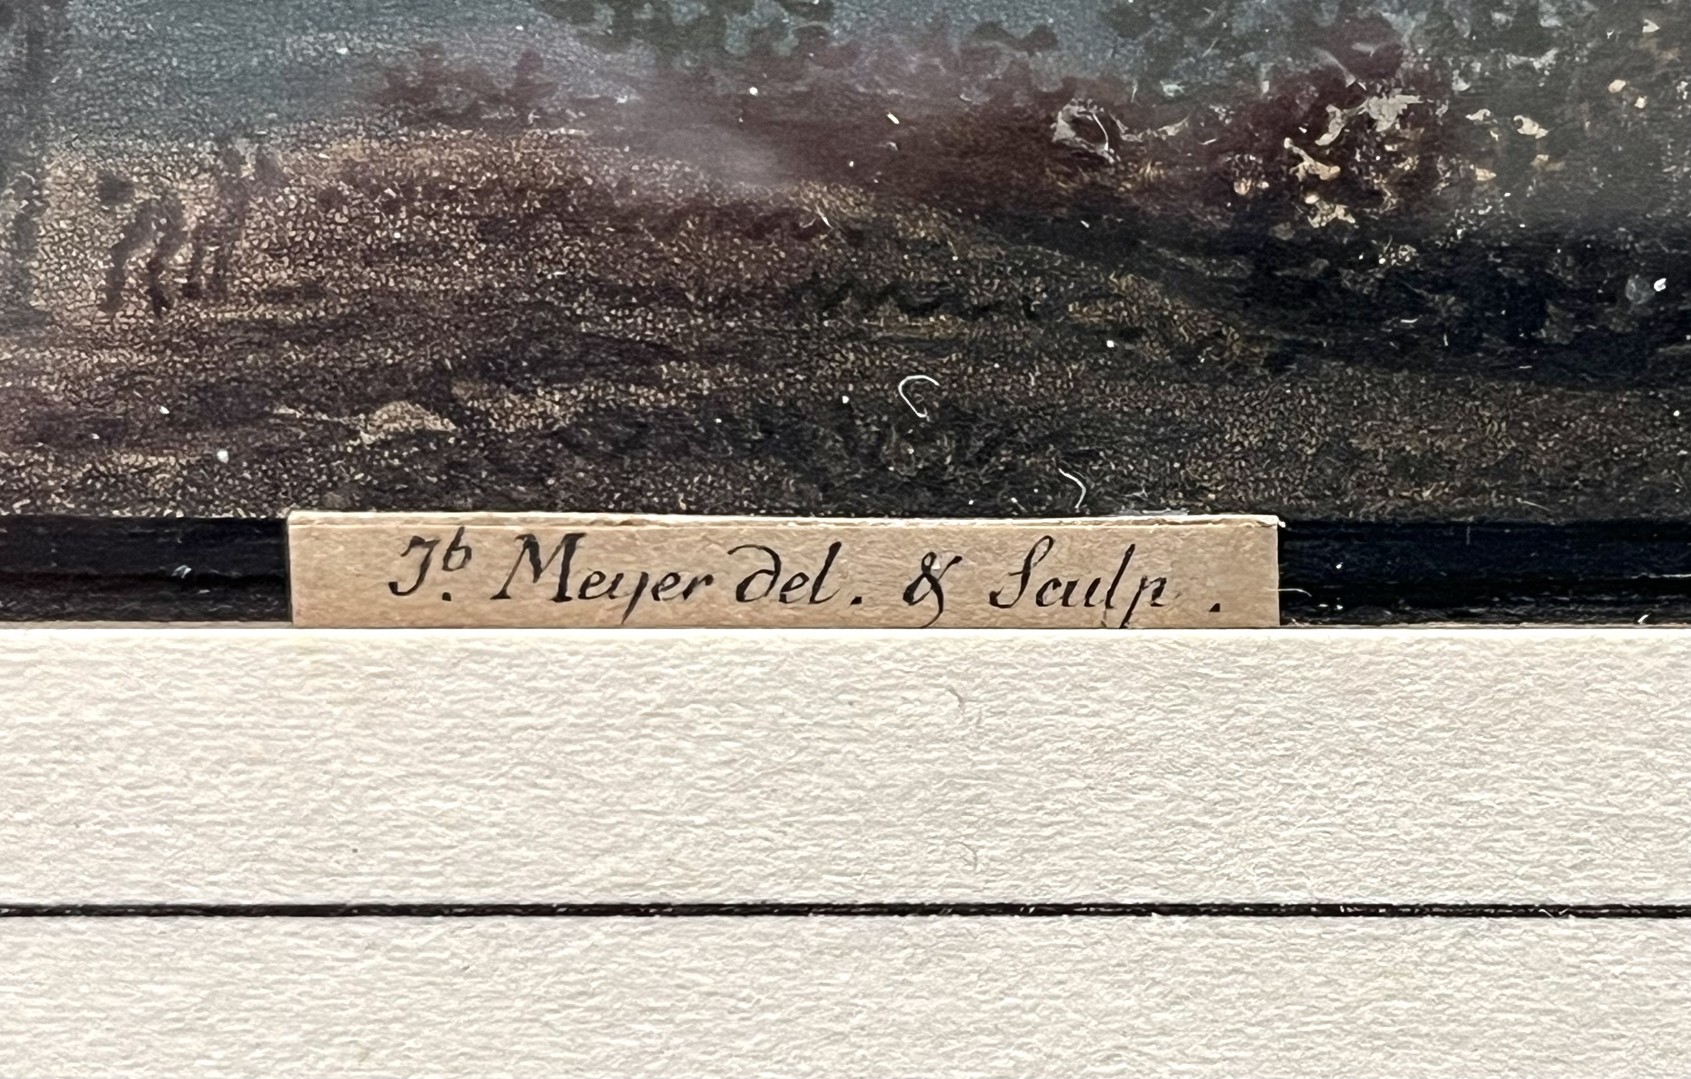 Jb. Meyer del. & Sculp.